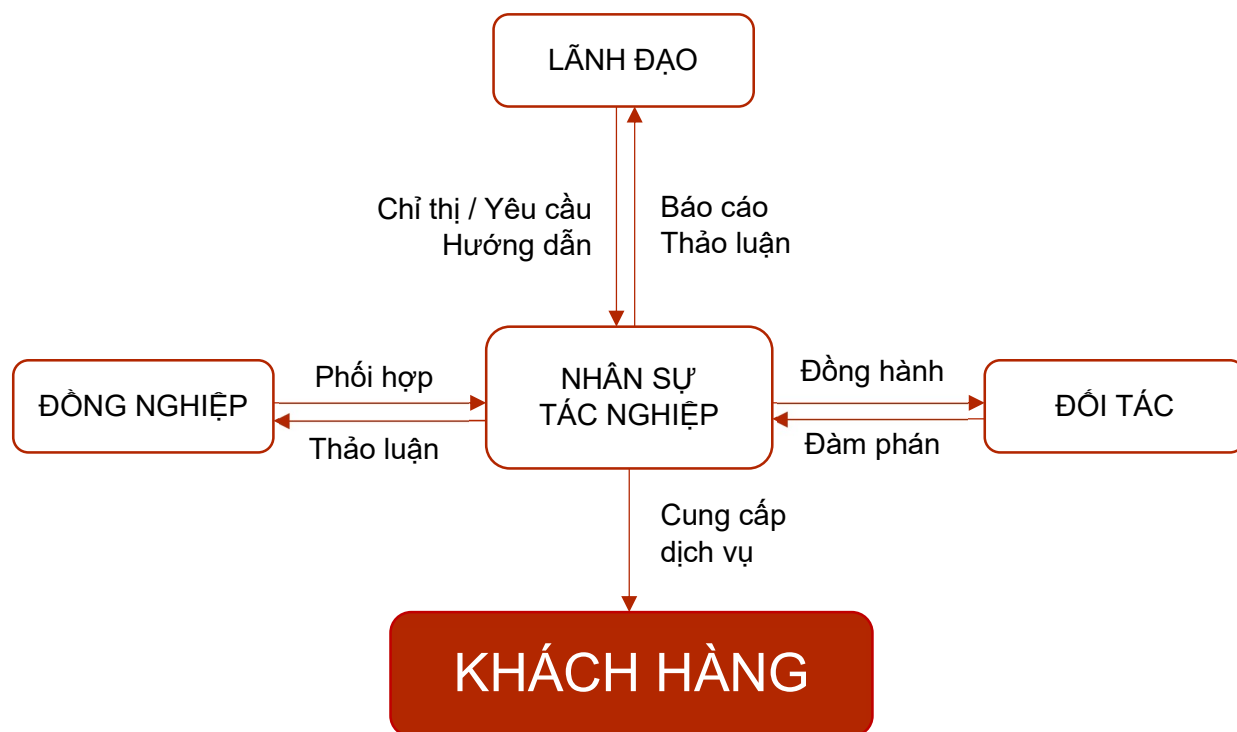 LÃNH ĐẠO
Chỉ thị / Yêu cầu
Hướng dẫn
Báo cáo
Thảo luận
ĐỒNG NGHIỆP
Phối hợp
Thảo luận
NHÂN SỰ
TÁC NGHIỆP
Đồng hành
Đàm phán
ĐỐI TÁC
Cung cấp
dịch vụ
KHÁCH HÀNG